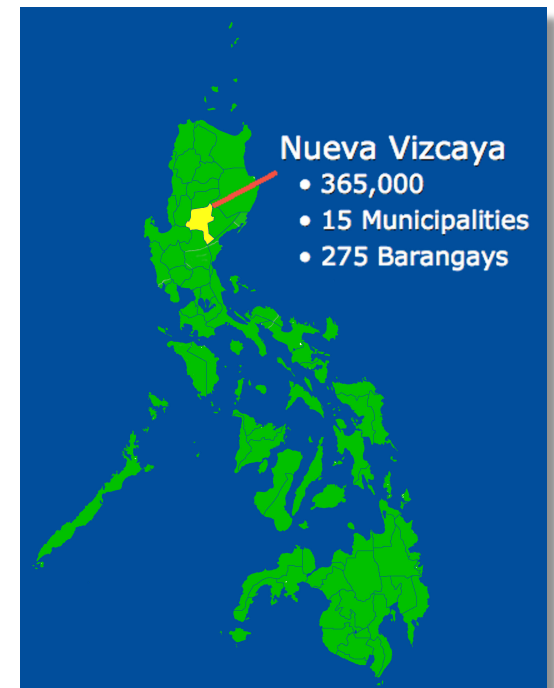 Nueva Vizcaya
• 365,000
• 15 Municipalities
• 275 Barangays